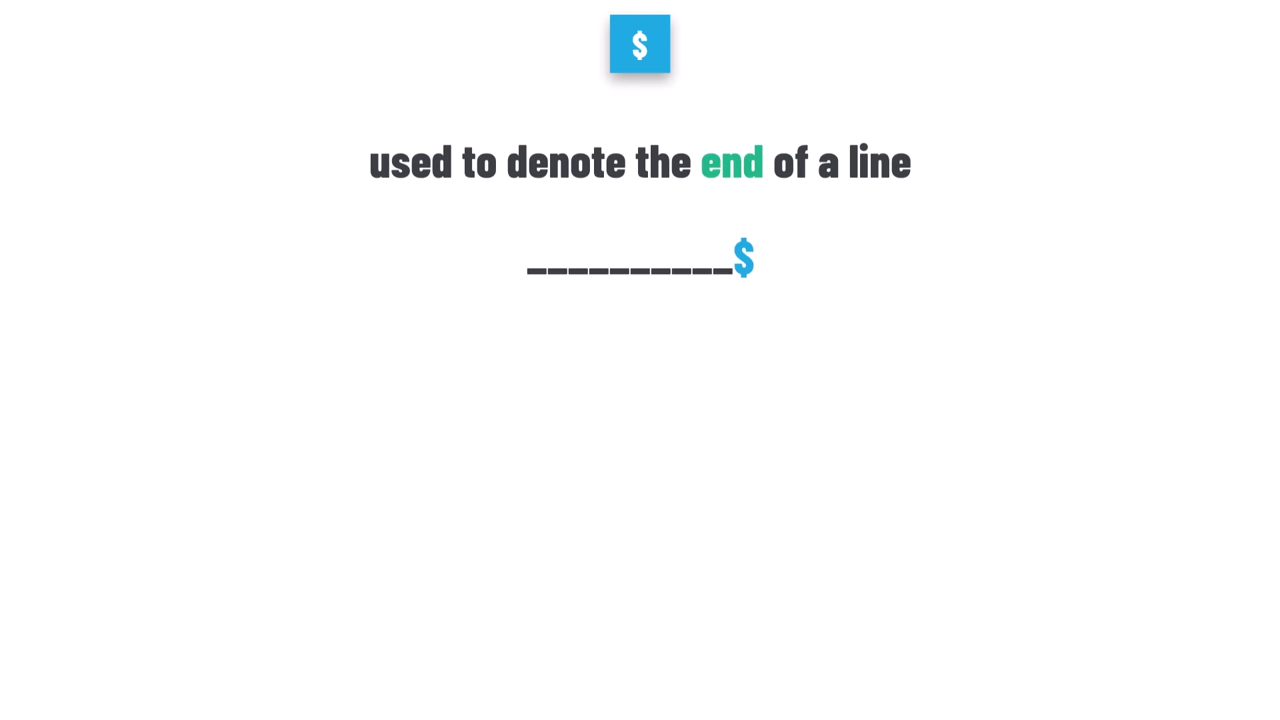 $
used to denote the end of a line
__________$